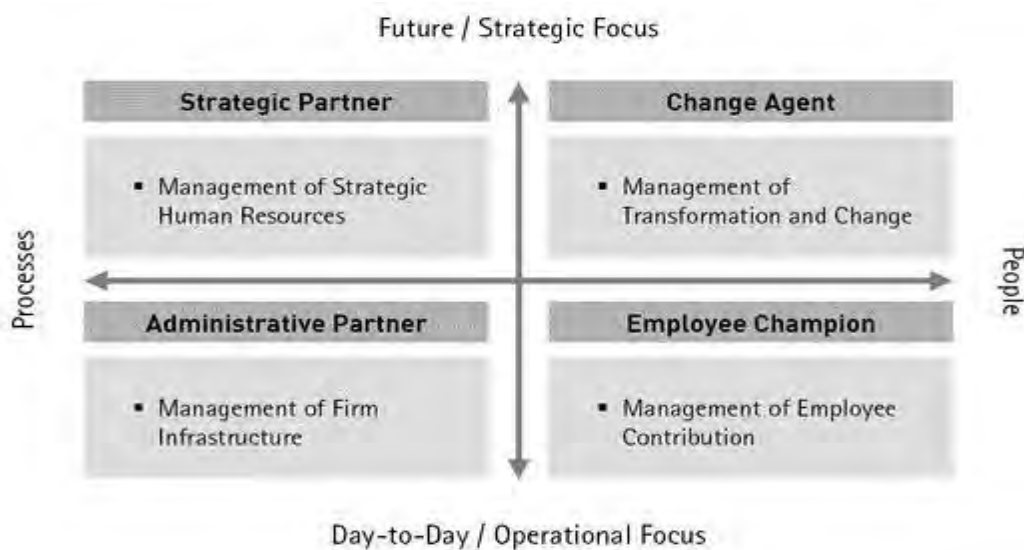 Future / Strategic Focus
Strategic Partner
Change Agent
▪ Management of Strategic
Human Resources
▪ Management of
Transformation and Change
Processes
People
Administrative Partner
Employee Champion
▪ Management of Firm
Infrastructure
▪ Management of Employee
Contribution
Day-to-Day / Operational Focus